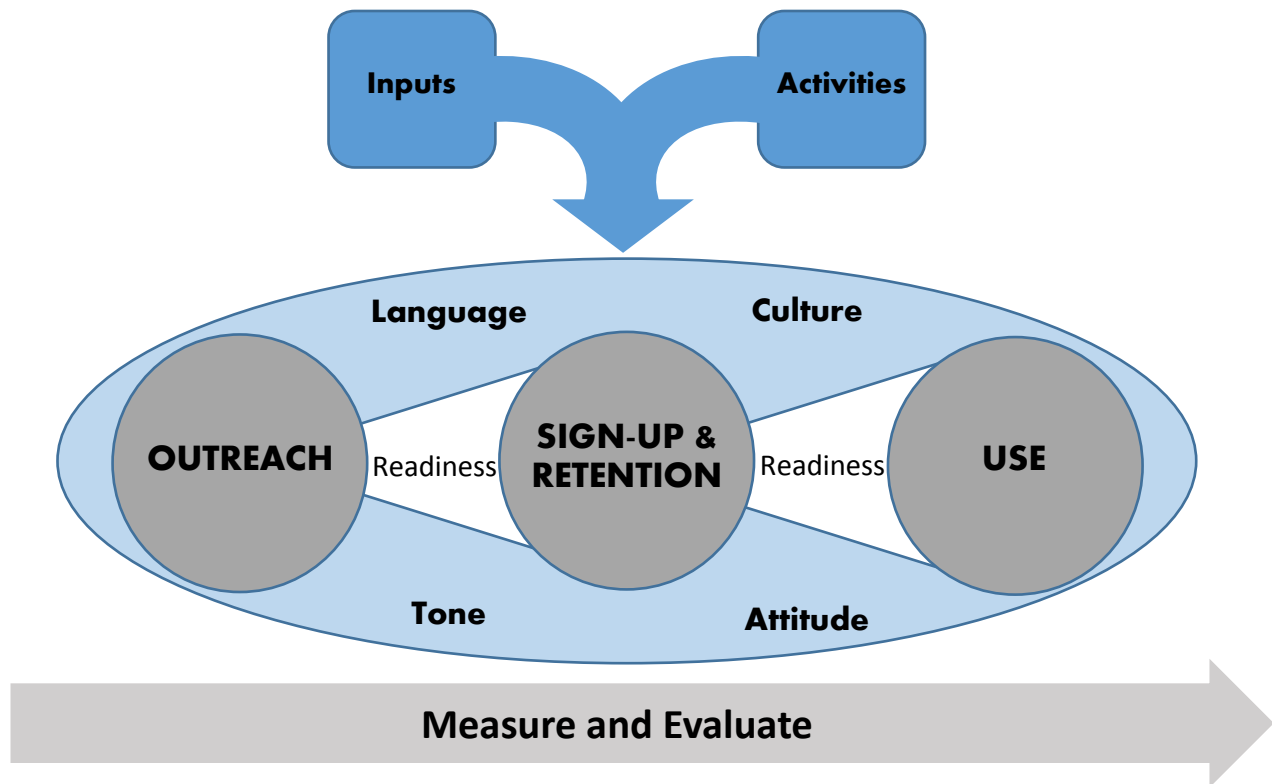 Inputs
Activities
Language
Culture
OUTREACH
Readiness
SIGN-UP &
RETENTION
Readiness
USE
Tone
Attitude
Measure and Evaluate